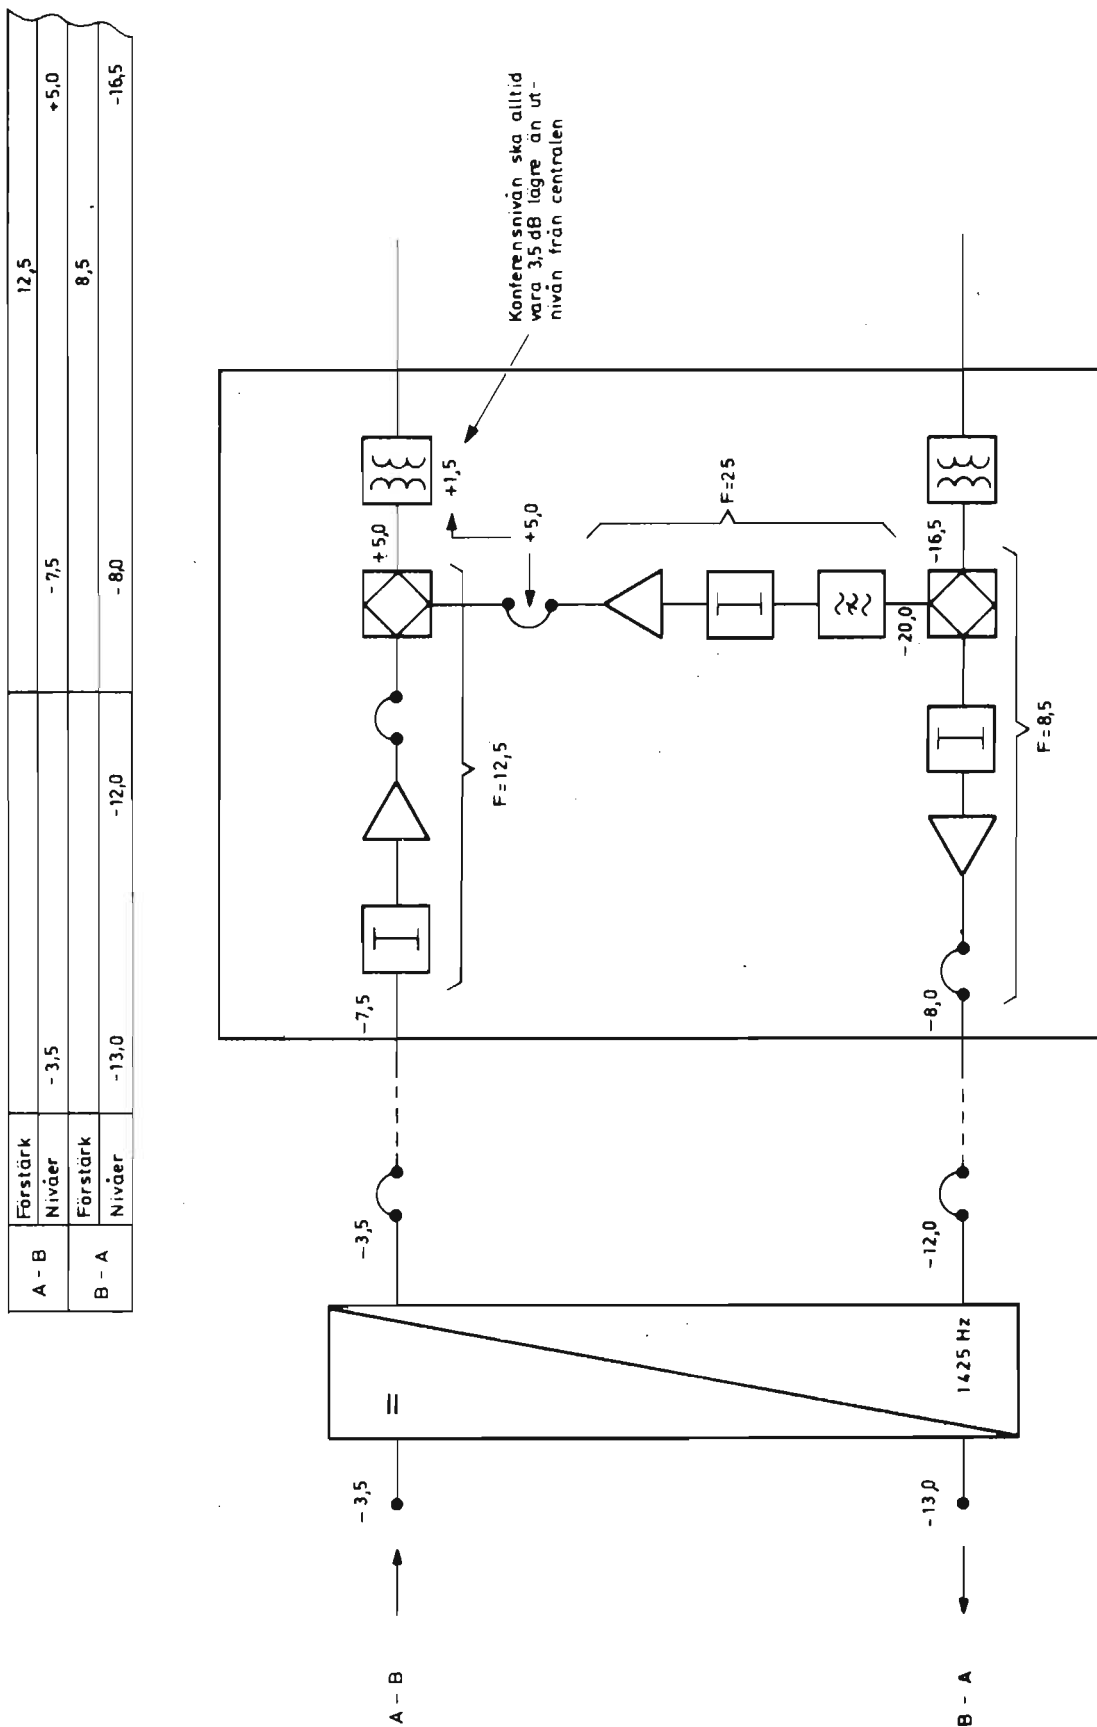 A - B
Förstärk
12,5
Nivåer
-3,5
-7,5
+5,0
B - A
Förstärk
8,5
Nivåer
-13,0
-12,0
-8,0
-16,5
A - B
-3,5
=
-3,5
-7,5
+5,0
+1,5
F=12,5
+5,0
Konferensnivån ska alltid
vara 3,5 dB lägre än ut-
nivån från centralen
F=25
-20,0
-16,5
B - A
-13,0
1425 Hz
-12,0
-8,0
F=8,5